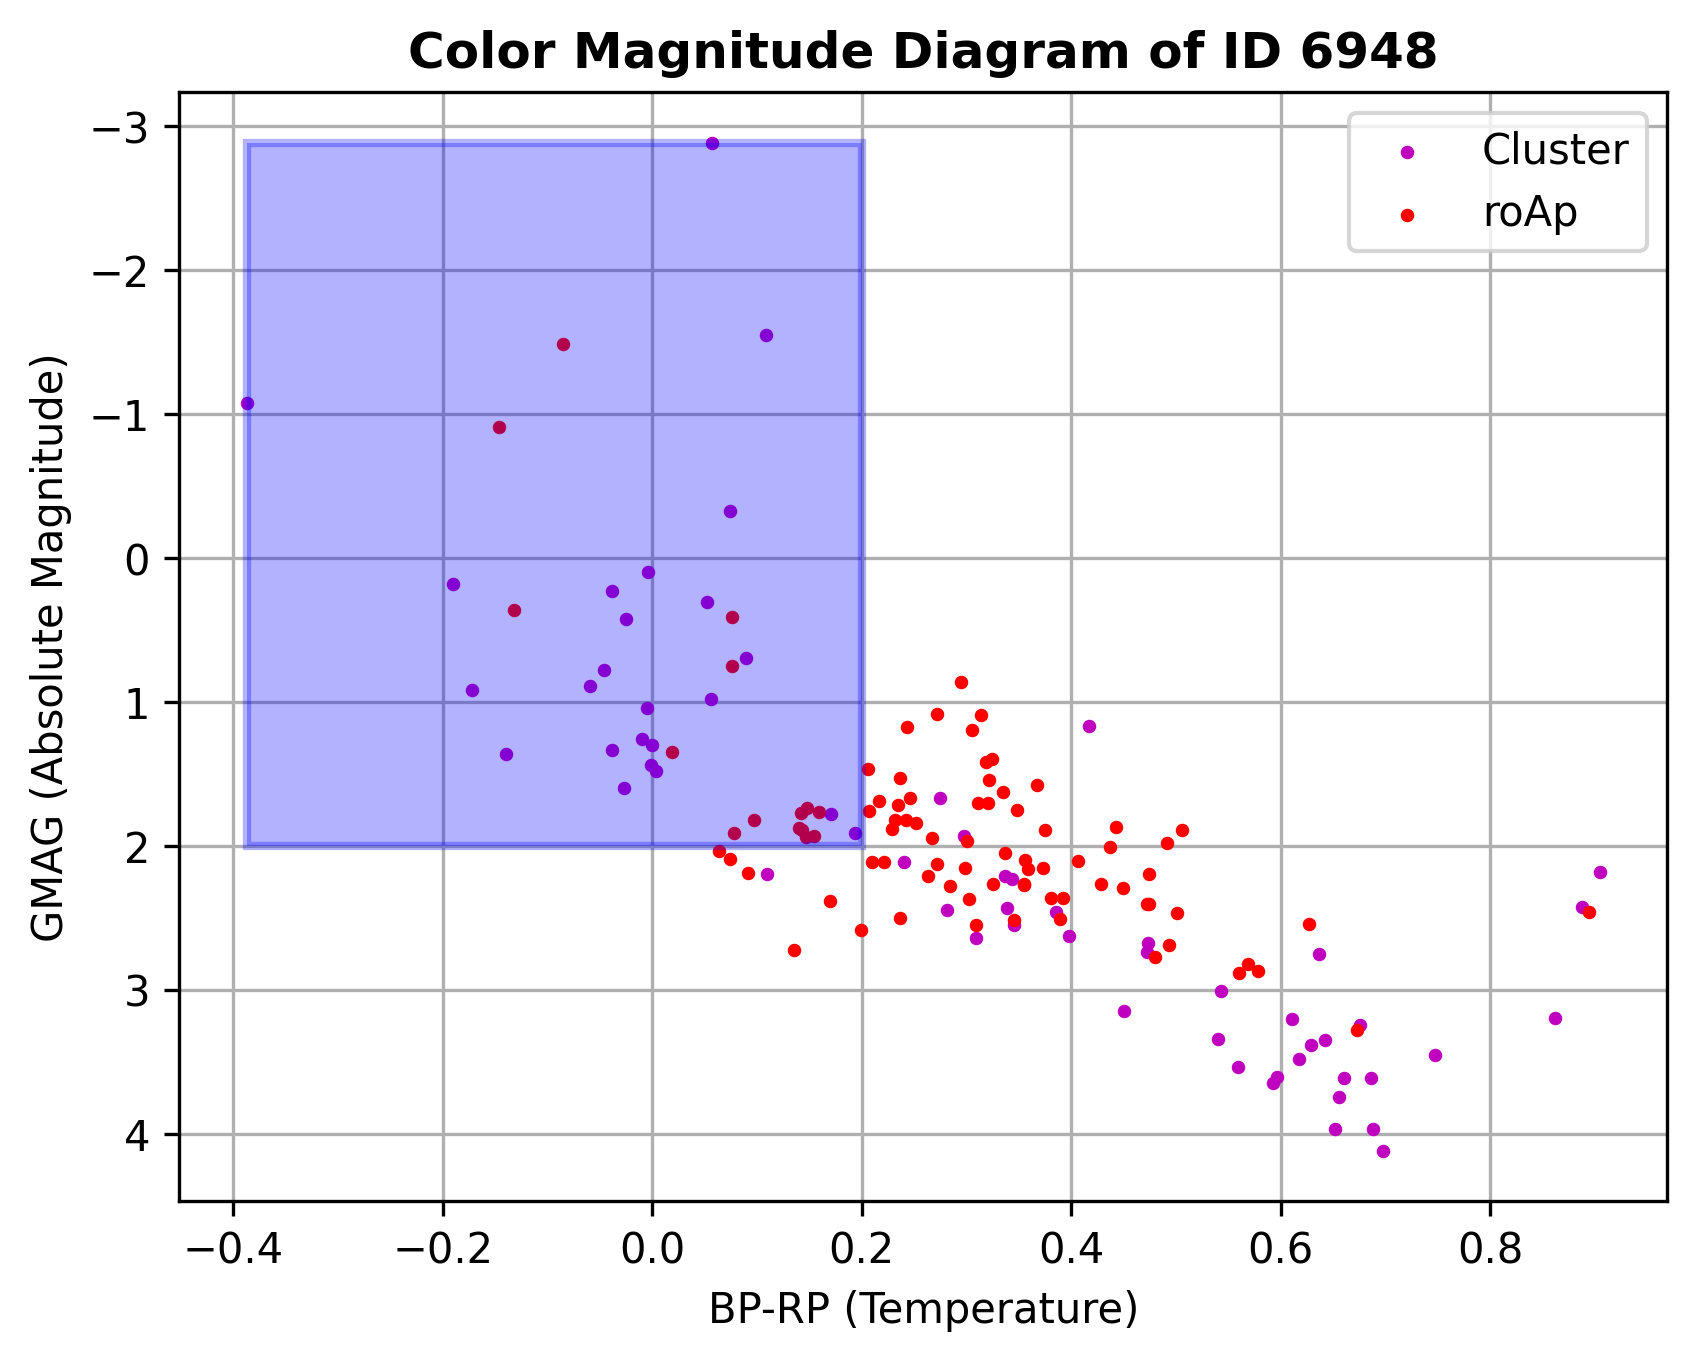 Color Magnitude Diagram of ID 6948
Cluster
roAp
GMAG (Absolute Magnitude)
−3
−2
−1
0
1
2
3
4
−0.4 −0.2 0.0 0.2 0.4 0.6 0.8
BP-RP (Temperature)